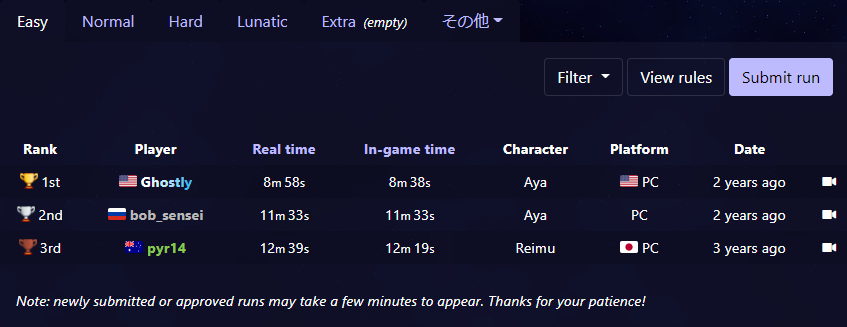 Easy Normal Hard Lunatic Extra (empty) その他
Filter View rules Submit run
Rank Player Real time In-game time Character Platform Date
1st Ghostly 8m 58s 8m 38s Aya PC 2 years ago
2nd bob_sensei 11m 33s 11m 33s Aya PC 2 years ago
3rd pyr14 12m 39s 12m 19s Reimu PC 3 years ago
Note: newly submitted or approved runs may take a few minutes to appear. Thanks for your patience!